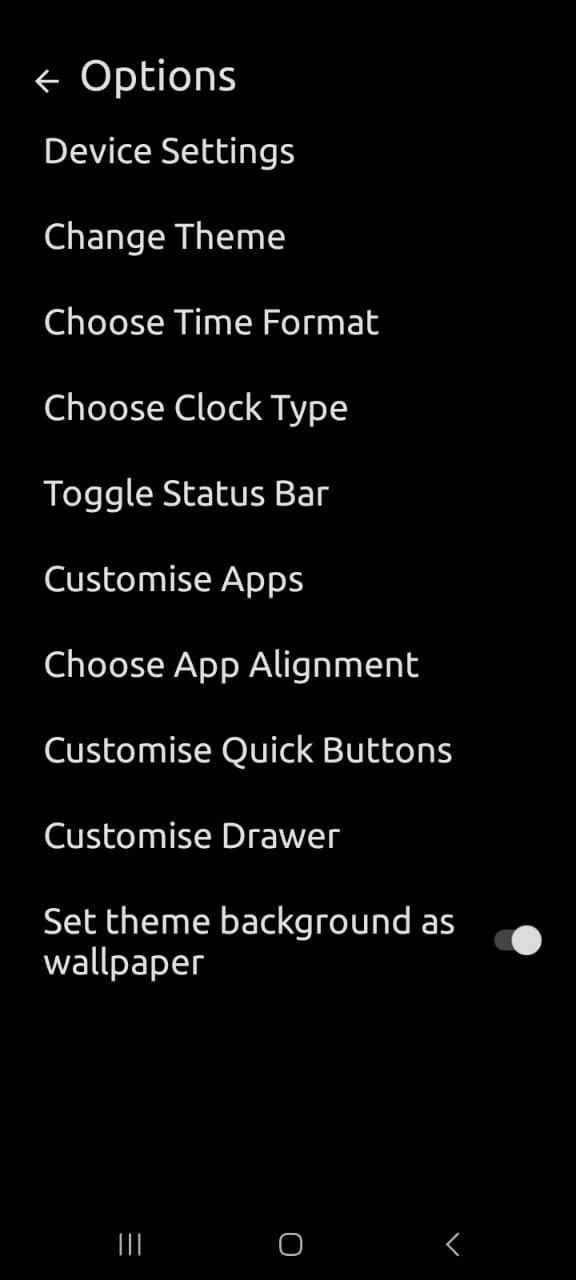 Options
Device Settings
Change Theme
Choose Time Format
Choose Clock Type
Toggle Status Bar
Customise Apps
Choose App Alignment
Customise Quick Buttons
Customise Drawer
Set theme background as
wallpaper